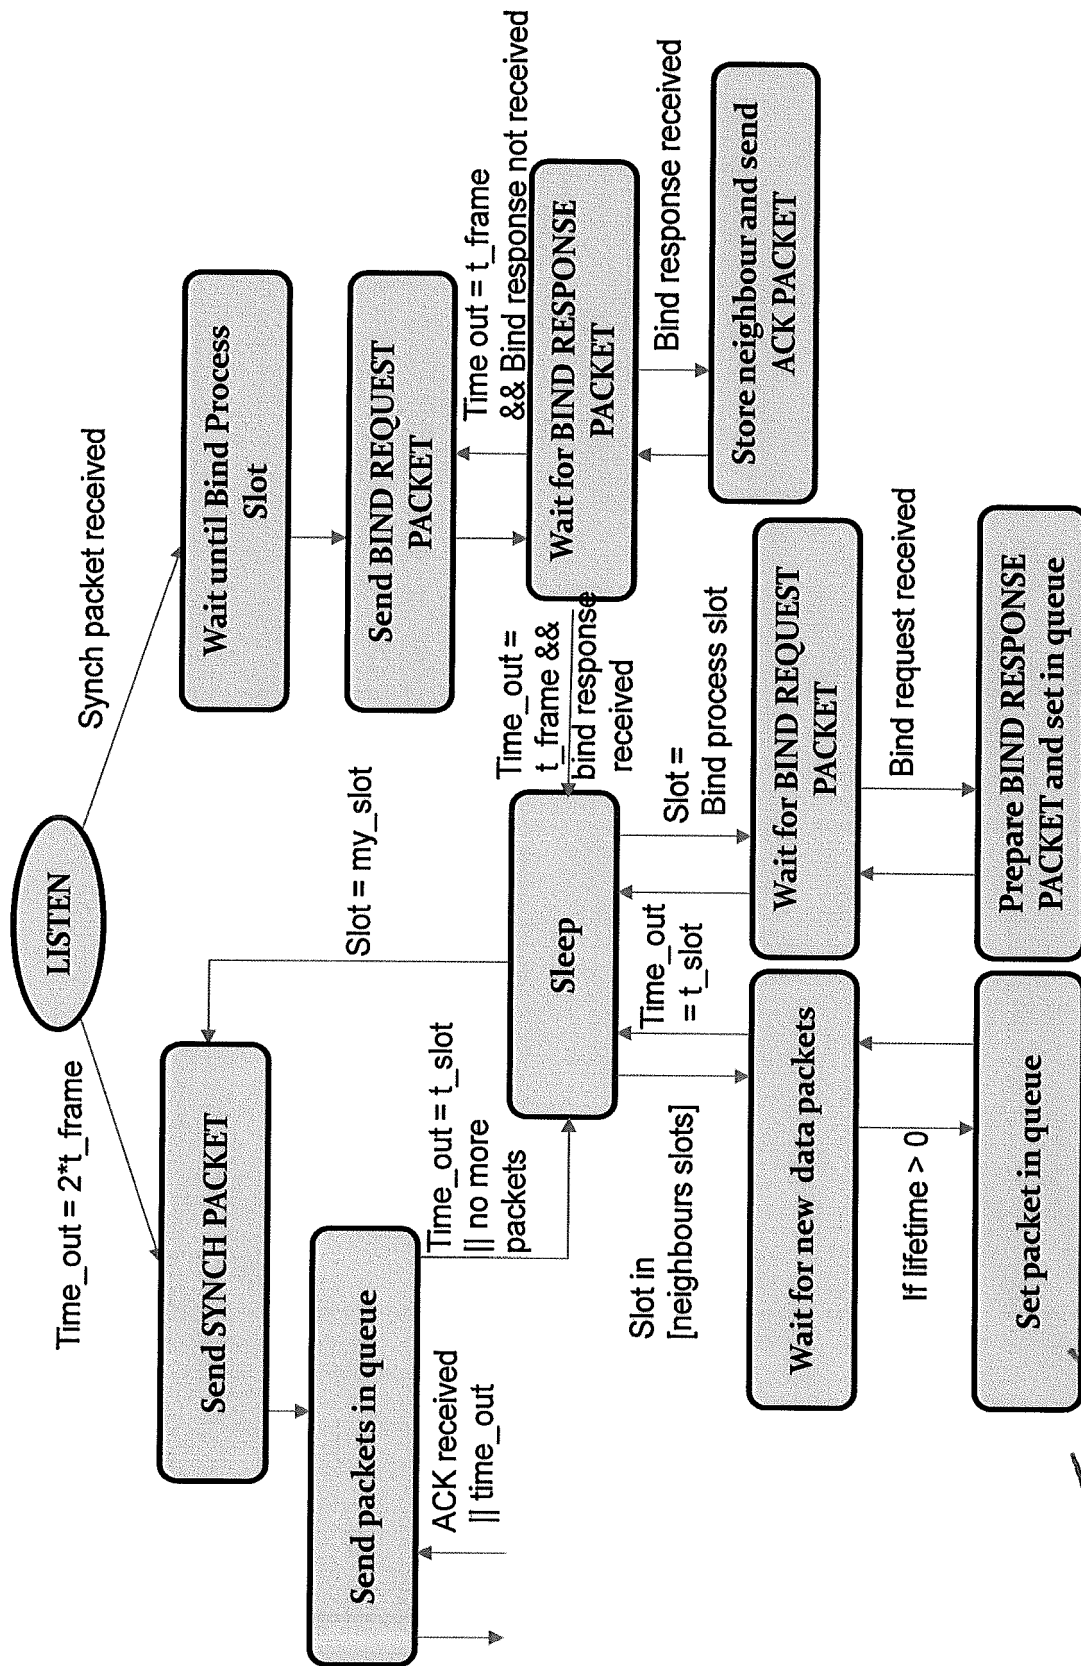 LISTEN
Time_out = 2*t_frame
Synch packet received
Send SYNCH PACKET
Wait until Bind Process
Slot
Slot = my_slot
Send packets in queue
Send BIND REQUEST
PACKET
ACK received
|| time_out
Time_out = t_slot
|| no more
packets
Time out = t_frame
&& Bind response not received
Sleep
Time_out =
t_frame &&
bind response
received
Wait for BIND RESPONSE
PACKET
Slot in
[neighbours slots]
Time_out
= t_slot
Slot =
Bind process slot
Bind response received
Wait for new data packets
Wait for BIND REQUEST
PACKET
Store neighbour and send
ACK PACKET
If lifetime > 0
Bind request received
Set packet in queue
Prepare BIND RESPONSE
PACKET and set in queue